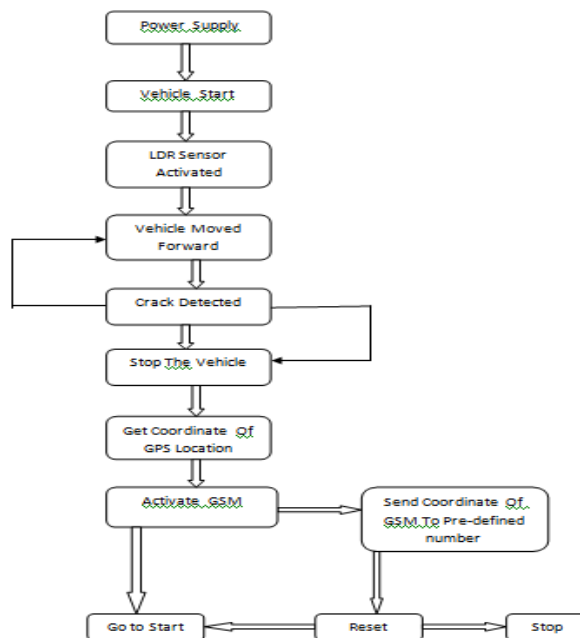 Power Supply
Vehicle Start
LDR Sensor
Activated
Vehicle Moved
Forward
Crack Detected
Stop The Vehicle
Get Coordinate Of
GPS Location
Activate GSM
Send Coordinate Of
GSM To Pre-defined
number
Go to Start
Reset
Stop